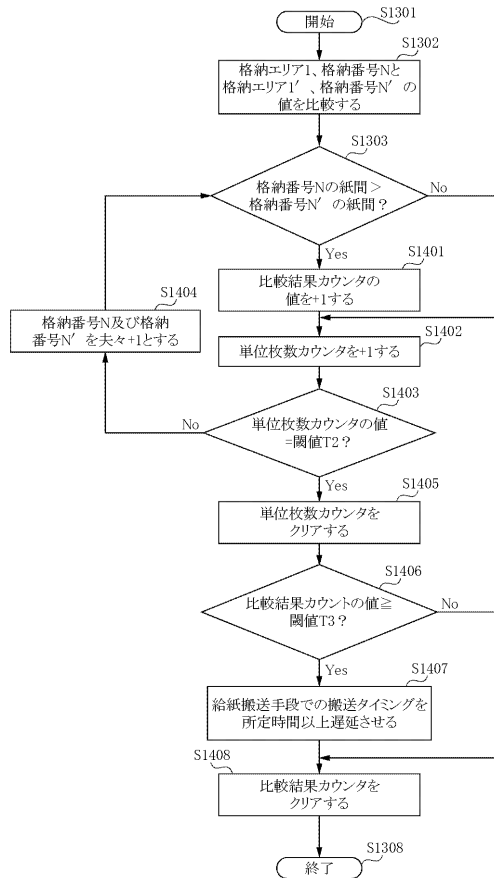 開始
S1301
S1302
格納エリア1、格納番号Nと
格納エリア1′、格納番号N′の
値を比較する
S1303
格納番号Nの紙間>
格納番号N′の紙間?
No
Yes
S1401
比較結果カウンタの
値を+1する
S1404
格納番号N及び格納
番号N′を夫々+1とする
S1402
単位枚数カウンタを+1する
S1403
単位枚数カウンタの値
=閾値T2?
No
Yes
S1405
単位枚数カウンタを
クリアする
S1406
比較結果カウントの値≧
閾値T3?
No
Yes
S1407
給紙搬送手段での搬送タイミングを
所定時間以上遅延させる
S1408
比較結果カウンタを
クリアする
終了
S1308